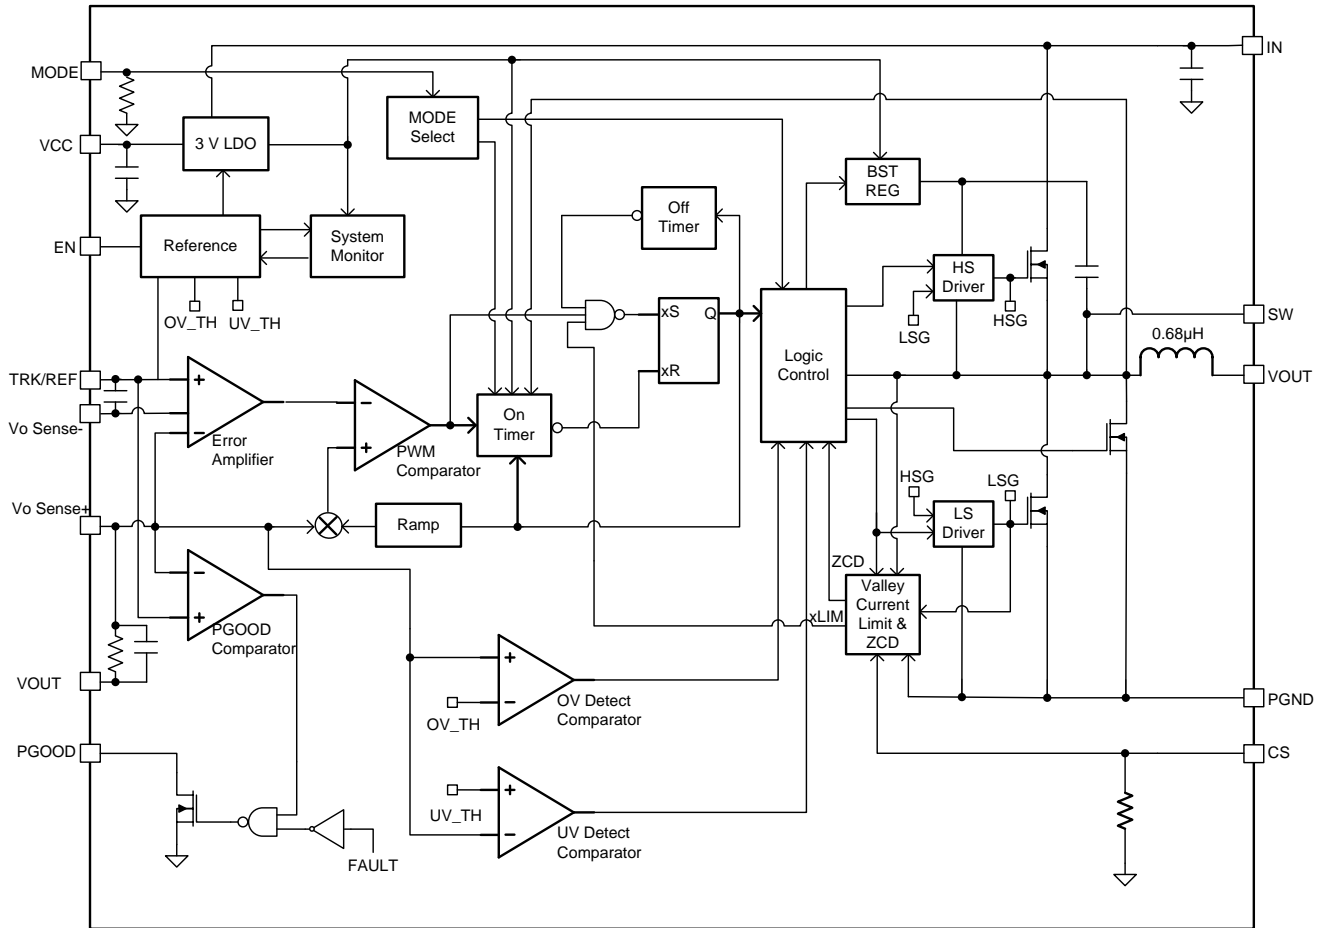 IN
MODE
MODE
Select
3 V LDO
VCC
BST
REG
Off
Timer
EN
Reference
System
Monitor
HS
Driver
OV_TH
UV_TH
LSG
HSG
SW
xS
Q
xR
0.68µH
Logic
Control
TRK/REF
VOUT
Vo Sense-
Error
Amplifier
PWM
Comparator
On
Timer
HSG
LSG
Vo Sense+
Ramp
LS
Driver
ZCD
xLIM
Valley
Current
Limit &
ZCD
PGOOD
Comparator
VOUT
OV_TH
OV Detect
Comparator
PGND
PGOOD
CS
UV_TH
UV Detect
Comparator
FAULT